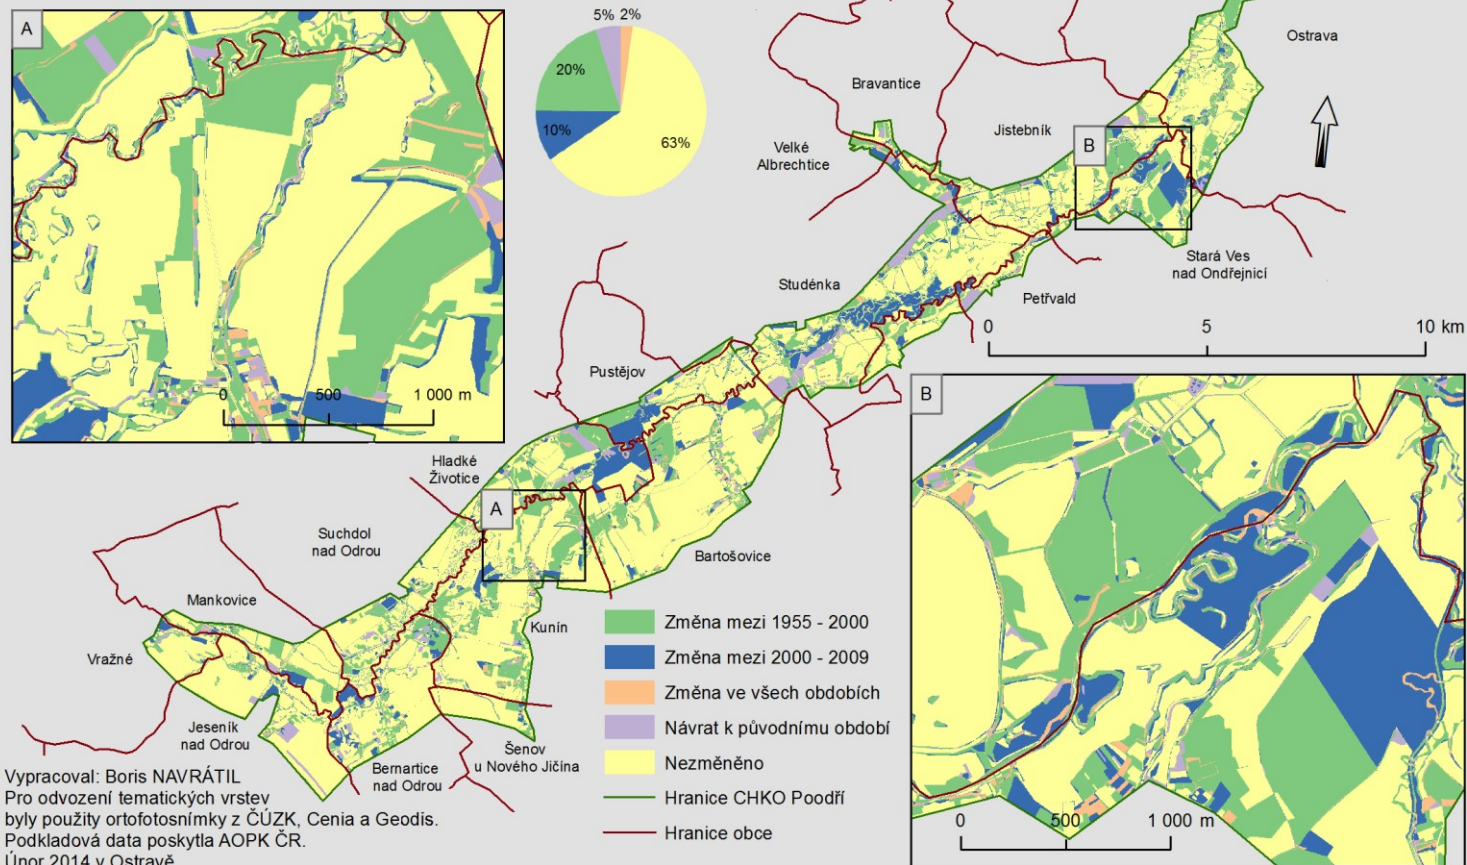 A
5%
2%
20%
10%
63%
Ostrava
Bravantice
Jistebník
B
Velké
Albrechtice
Stará Ves
nad Ondřejnicí
Studénka
Petřvald
0 5 10 km
Pustějov
0 500 1 000 m
B
Hladké
Životice
A
Suchdol
nad Odrou
Bartošovice
Mankovice
Kunín
Vražné
Jeseník
nad Odrou
Šenov
u Nového Jičína
Bernartice
nad Odrou
Změna mezi 1955 - 2000
Změna mezi 2000 - 2009
Změna ve všech obdobích
Návrat k původnímu období
Nezměněno
Hranice CHKO Poodří
Hranice obce
0 500 1 000 m
Vypracoval: Boris NAVRÁTIL
Pro odvození tematických vrstev
byly použity ortofotosnímky z ČÚZK, Cenia a Geodis.
Podkladová data poskytla AOPK ČR.
Únor 2014 v Ostravě